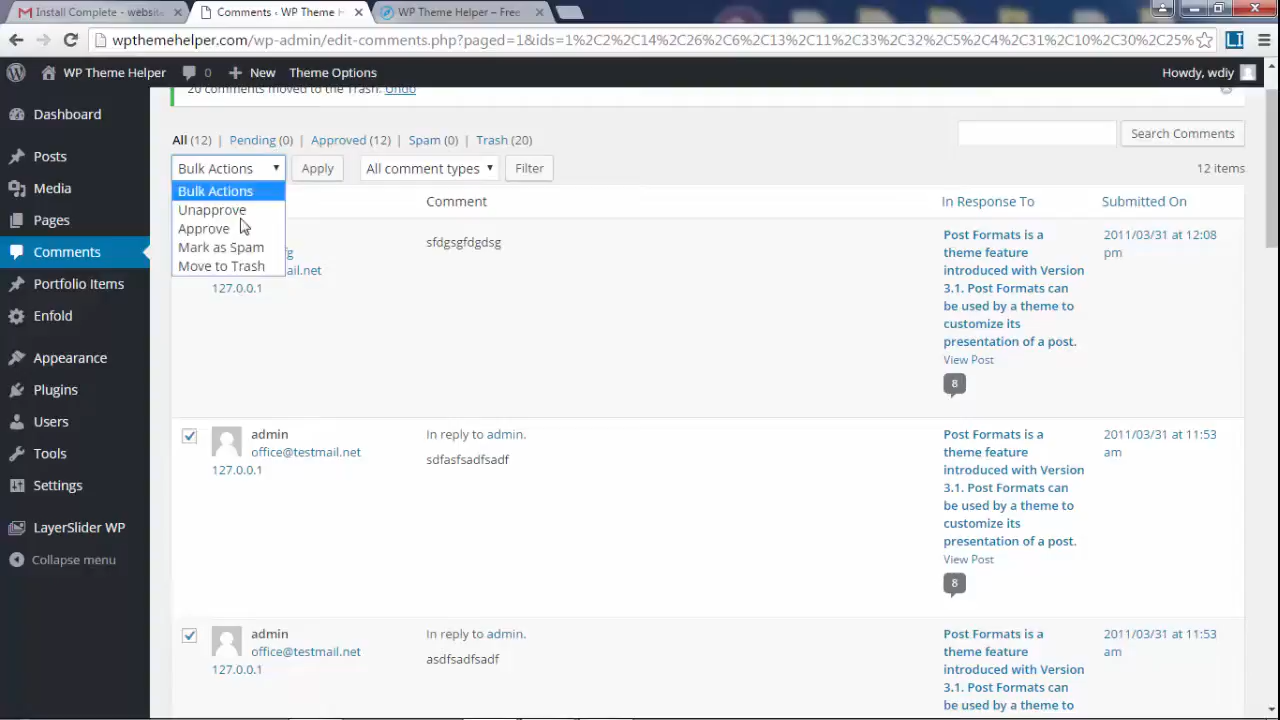 Install Complete - website
Comments ‹ WP Theme H
WP Theme Helper – Free
wpthemehelper.com/wp-admin/edit-comments.php?paged=1&ids=1%2C2%2C14%2C26%2C6%2C13%2C11%2C33%2C32%2C5%2C4%2C31%2C10%2C30%2C25%
LI
WP Theme Helper 0 New Theme Options Howdy, wdiy
20 comments moved to the Trash. Undo
Dashboard
Posts
Media
Pages
Comments
Portfolio Items
Enfold
Appearance
Plugins
Users
Tools
Settings
LayerSlider WP
Collapse menu
All (12) | Pending (0) | Approved (12) | Spam (0) | Trash (20)
Search Comments
Bulk Actions Apply All comment types Filter 12 items
Bulk Actions
Unapprove
Approve
Mark as Spam
Move to Trash
Comment In Response To Submitted On
fg
ail.net
127.0.0.1
sfdgsgfdgdsg
Post Formats is a
theme feature
introduced with Version
3.1. Post Formats can
be used by a theme to
customize its
presentation of a post.
View Post
8
2011/03/31 at 12:08
pm
admin
office@testmail.net
127.0.0.1
In reply to admin.
sdfasfsadfsadf
Post Formats is a
theme feature
introduced with Version
3.1. Post Formats can
be used by a theme to
customize its
presentation of a post.
View Post
8
2011/03/31 at 11:53
am
admin
office@testmail.net
127.0.0.1
In reply to admin.
asdfsadfsadf
Post Formats is a
theme feature
introduced with Version
3.1. Post Formats can
be used by a theme to
2011/03/31 at 11:53
am